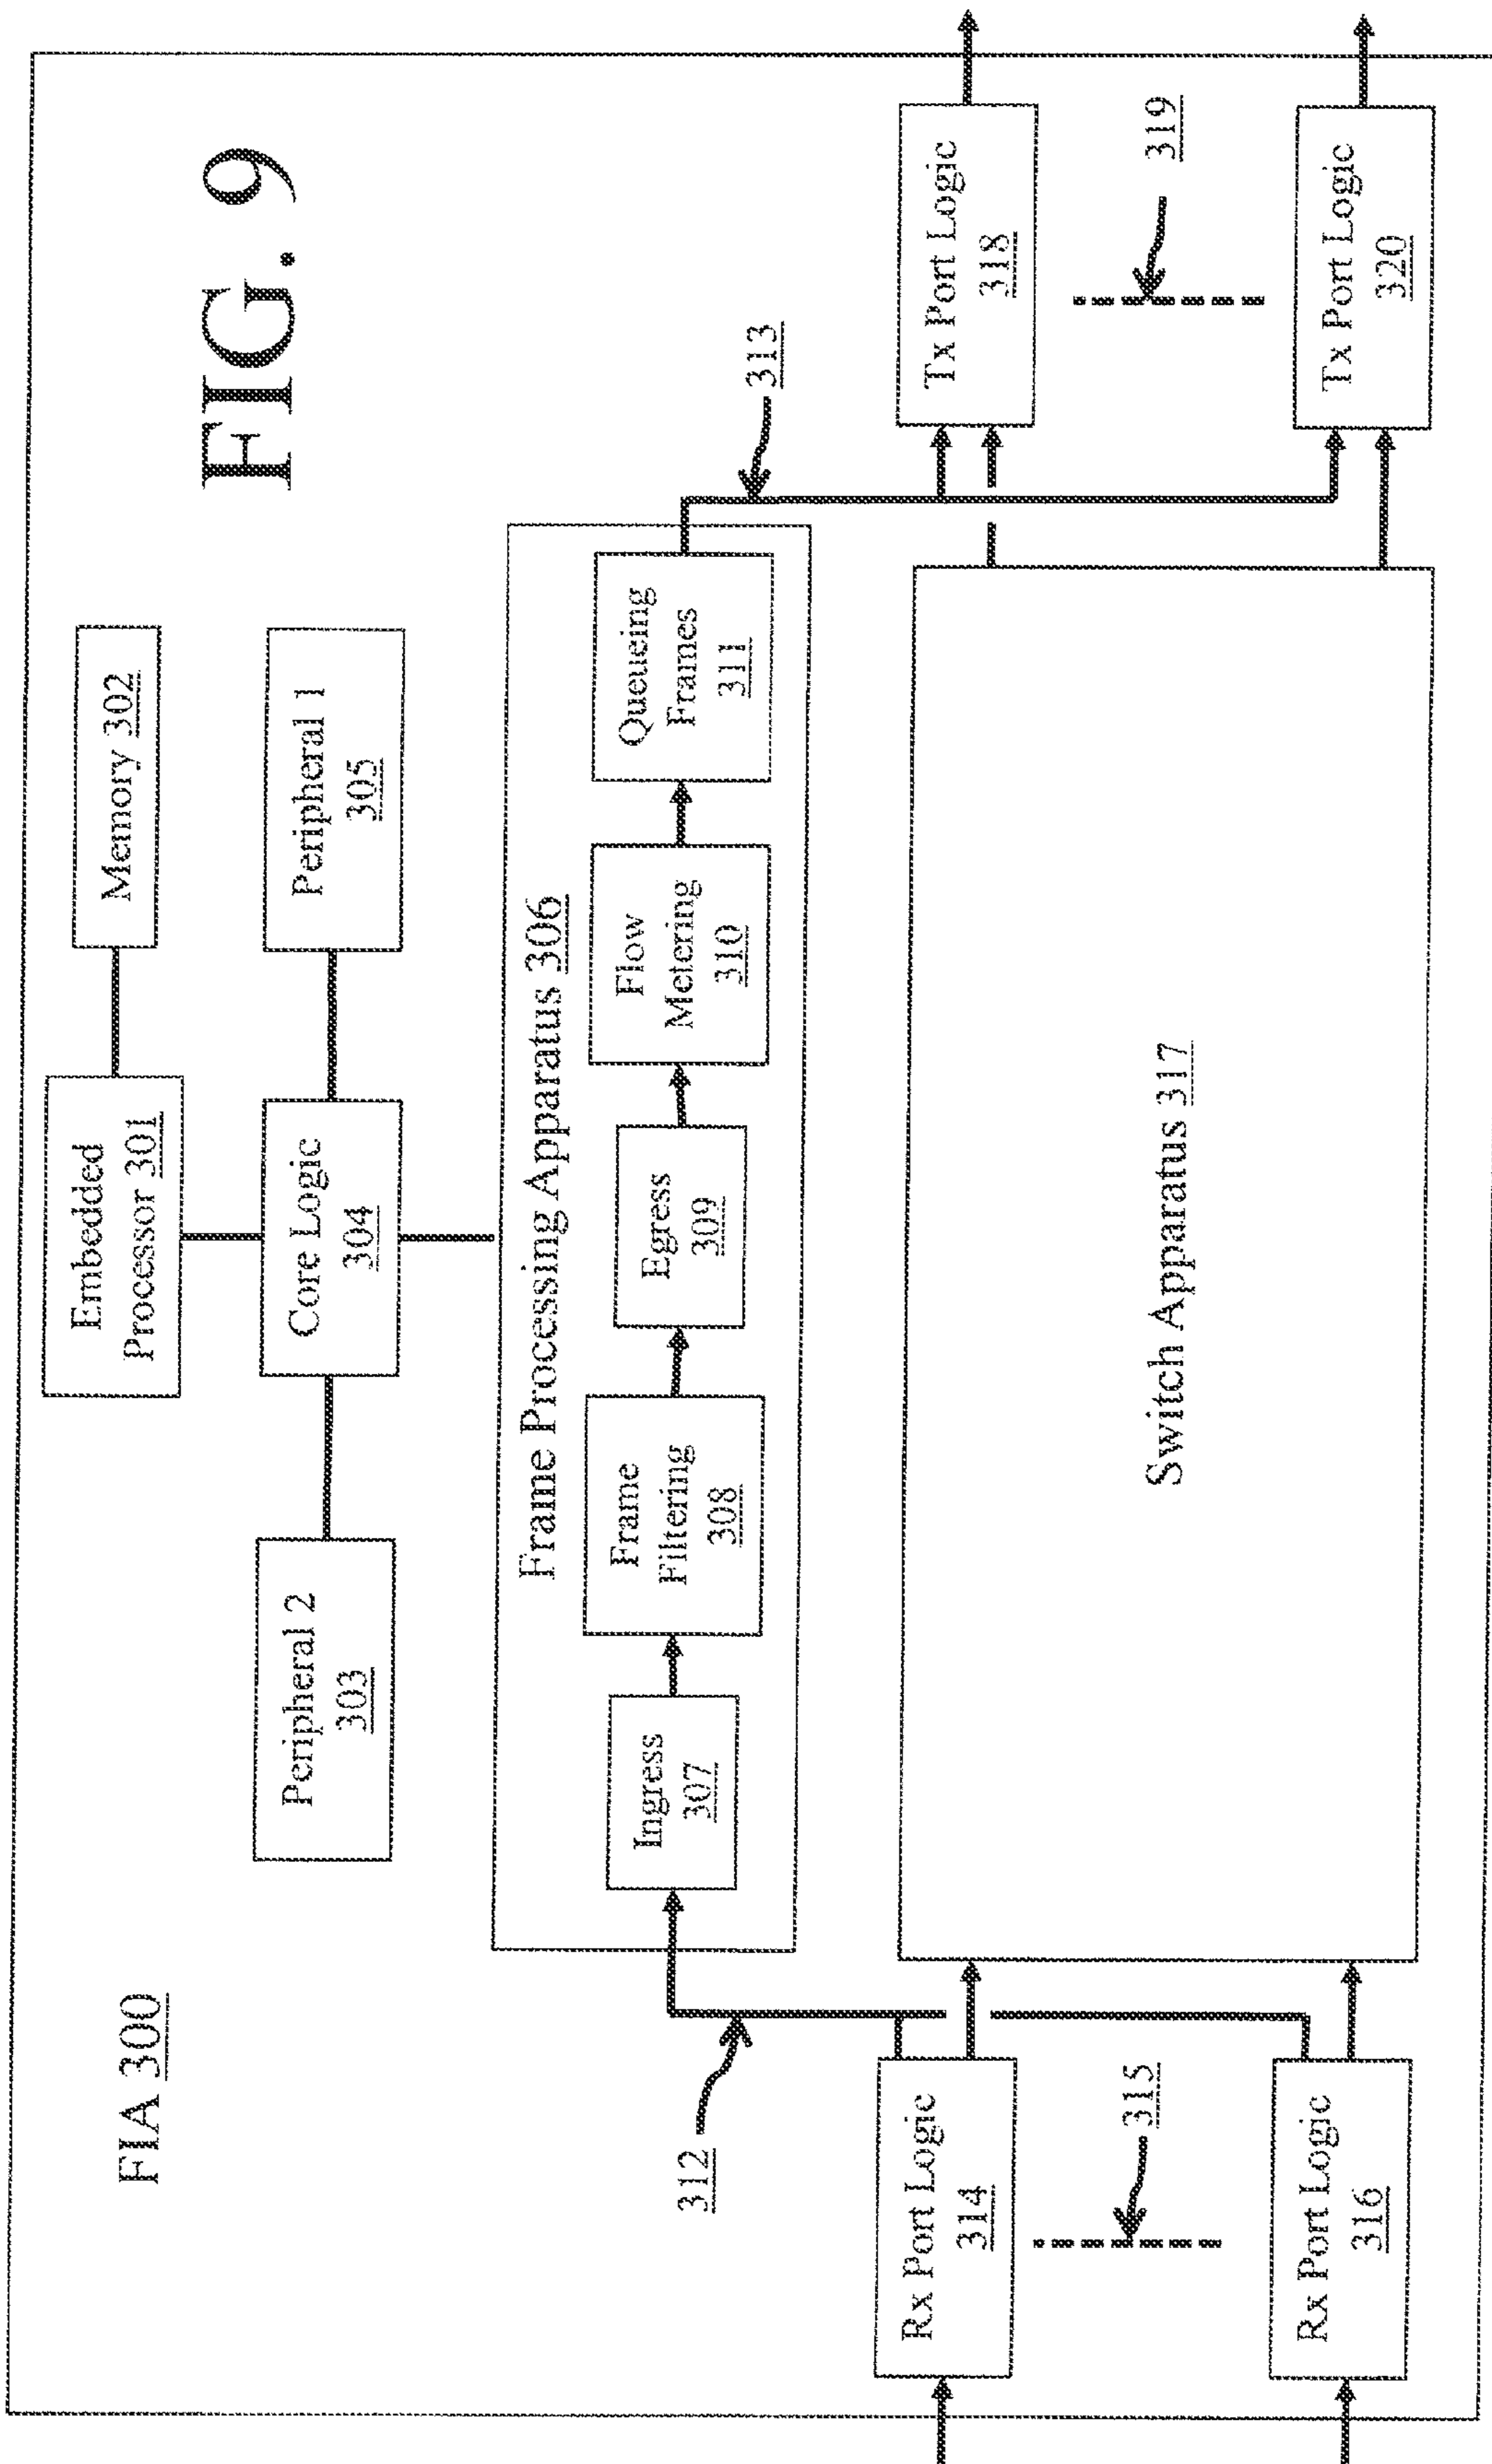 FIA 300
FIG. 9
Embedded
Processor 301
Memory 302
Peripheral 2
303
Core Logic
304
Peripheral 1
305
Frame Processing Apparatus 306
Ingress
307
Frame
Filtering
308
Egress
309
Flow
Metering
310
Queueing
Frames
311
312
313
Rx Port Logic
314
315
Rx Port Logic
316
Switch Apparatus 317
Tx Port Logic
318
319
Tx Port Logic
320